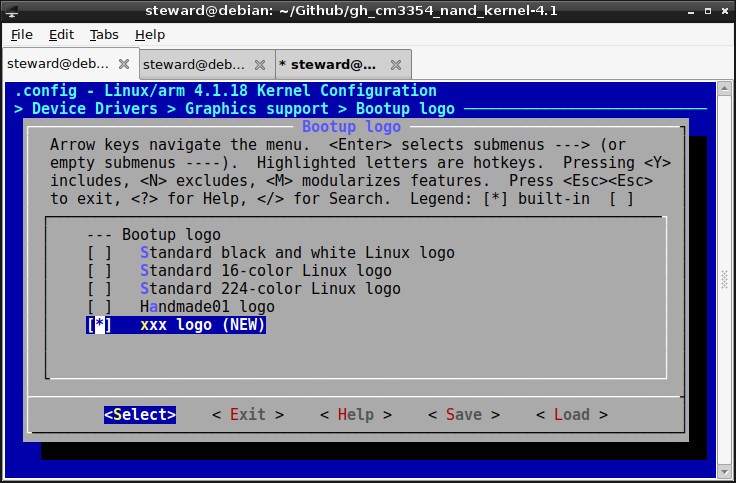 steward@debian: ~/Github/gh_cm3354_nand_kernel-4.1
File Edit Tabs Help
steward@deb... steward@deb... * steward@...
.config - Linux/arm 4.1.18 Kernel Configuration
> Device Drivers > Graphics support > Bootup logo
Bootup logo
Arrow keys navigate the menu. <Enter> selects submenus ---> (or
empty submenus ----). Highlighted letters are hotkeys. Pressing <Y>
includes, <N> excludes, <M> modularizes features. Press <Esc><Esc>
to exit, <?> for Help, </> for Search. Legend: [*] built-in [ ]
--- Bootup logo
[ ] Standard black and white Linux logo
[ ] Standard 16-color Linux logo
[ ] Standard 224-color Linux logo
[ ] Handmade01 logo
[*] xxx logo (NEW)
<Select> < Exit > < Help > < Save > < Load >